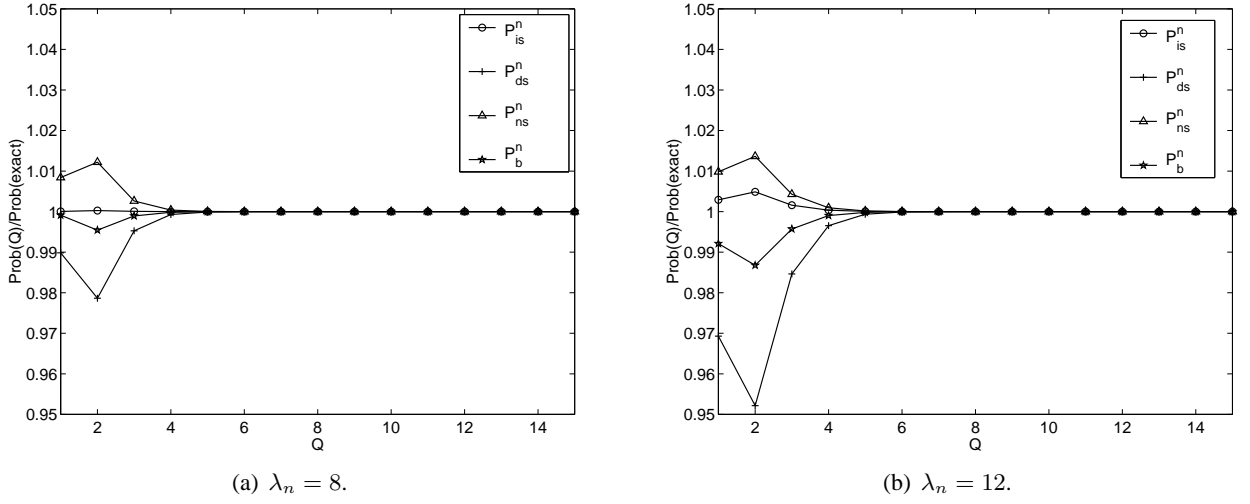 1.05
1.04
1.03
1.02
1.01
1
0.99
0.98
0.97
0.96
0.95
Prob(Q)/Prob(exact)
P^n_is
P^n_ds
P^n_ns
P^n_b
2 4 6 8 10 12 14
Q
(a) λ_n = 8.
1.05
1.04
1.03
1.02
1.01
1
0.99
0.98
0.97
0.96
0.95
Prob(Q)/Prob(exact)
P^n_is
P^n_ds
P^n_ns
P^n_b
2 4 6 8 10 12 14
Q
(b) λ_n = 12.